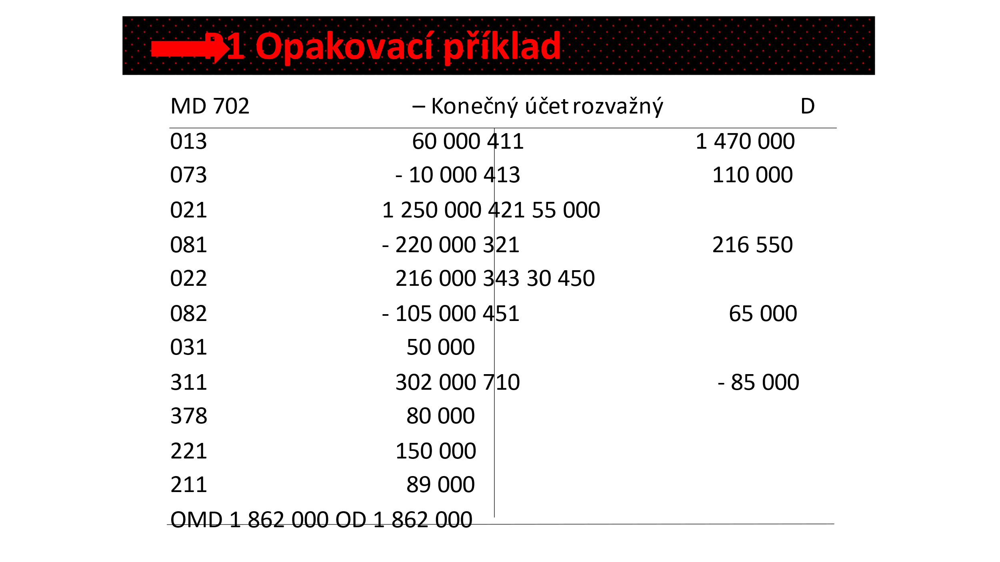 P1 Opakovací příklad
MD 702 – Konečný účet rozvažný D
013 60 000 411 1 470 000
073 - 10 000 413 110 000
021 1 250 000 421 55 000
081 - 220 000 321 216 550
022 216 000 343 30 450
082 - 105 000 451 65 000
031 50 000
311 302 000 710 - 85 000
378 80 000
221 150 000
211 89 000
OMD 1 862 000 OD 1 862 000